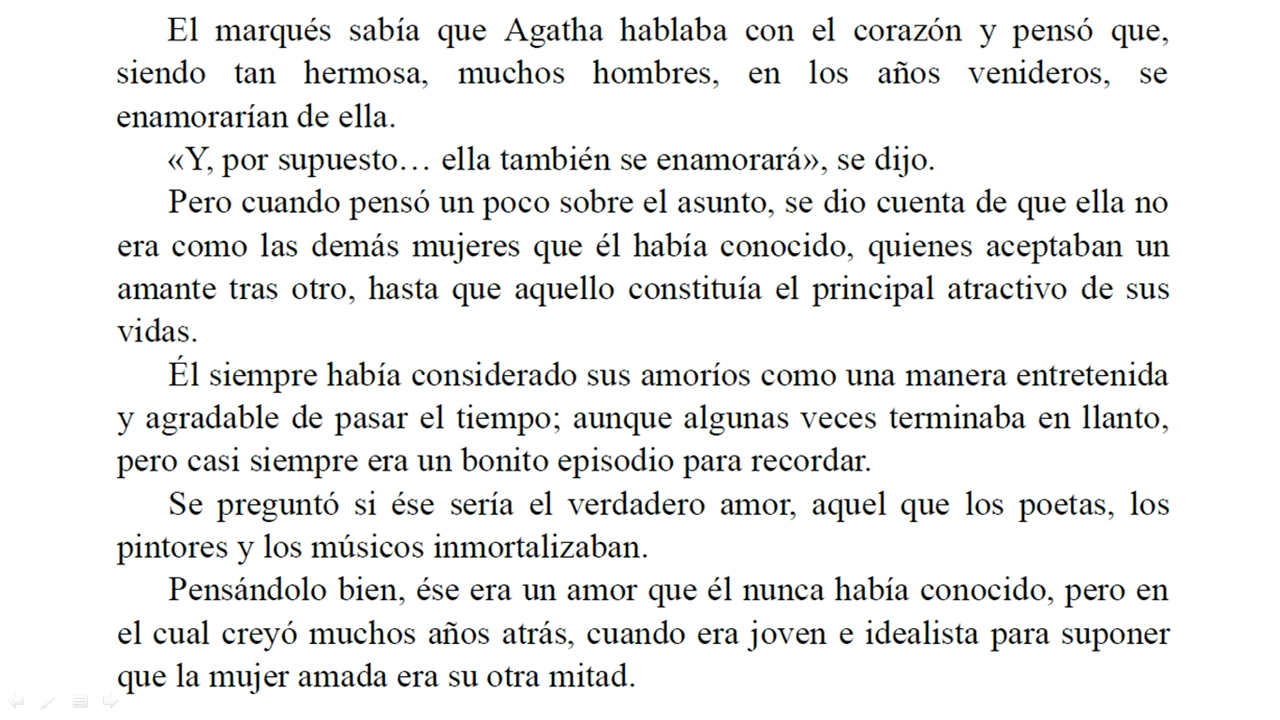 El marqués sabía que Agatha hablaba con el corazón y pensó que,
siendo tan hermosa, muchos hombres, en los años venideros, se
enamorarían de ella.
«Y, por supuesto… ella también se enamorará», se dijo.
Pero cuando pensó un poco sobre el asunto, se dio cuenta de que ella no
era como las demás mujeres que él había conocido, quienes aceptaban un
amante tras otro, hasta que aquello constituía el principal atractivo de sus
vidas.
Él siempre había considerado sus amoríos como una manera entretenida
y agradable de pasar el tiempo; aunque algunas veces terminaba en llanto,
pero casi siempre era un bonito episodio para recordar.
Se preguntó si ése sería el verdadero amor, aquel que los poetas, los
pintores y los músicos inmortalizaban.
Pensándolo bien, ése era un amor que él nunca había conocido, pero en
el cual creyó muchos años atrás, cuando era joven e idealista para suponer
que la mujer amada era su otra mitad.